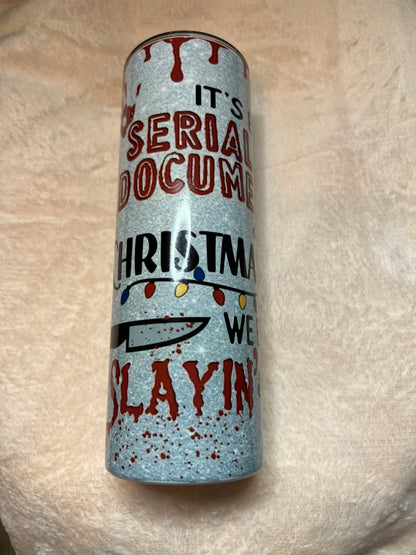 IT'S
SERIAL
DOCUME
CHRISTMA
WE
SLAYIN'